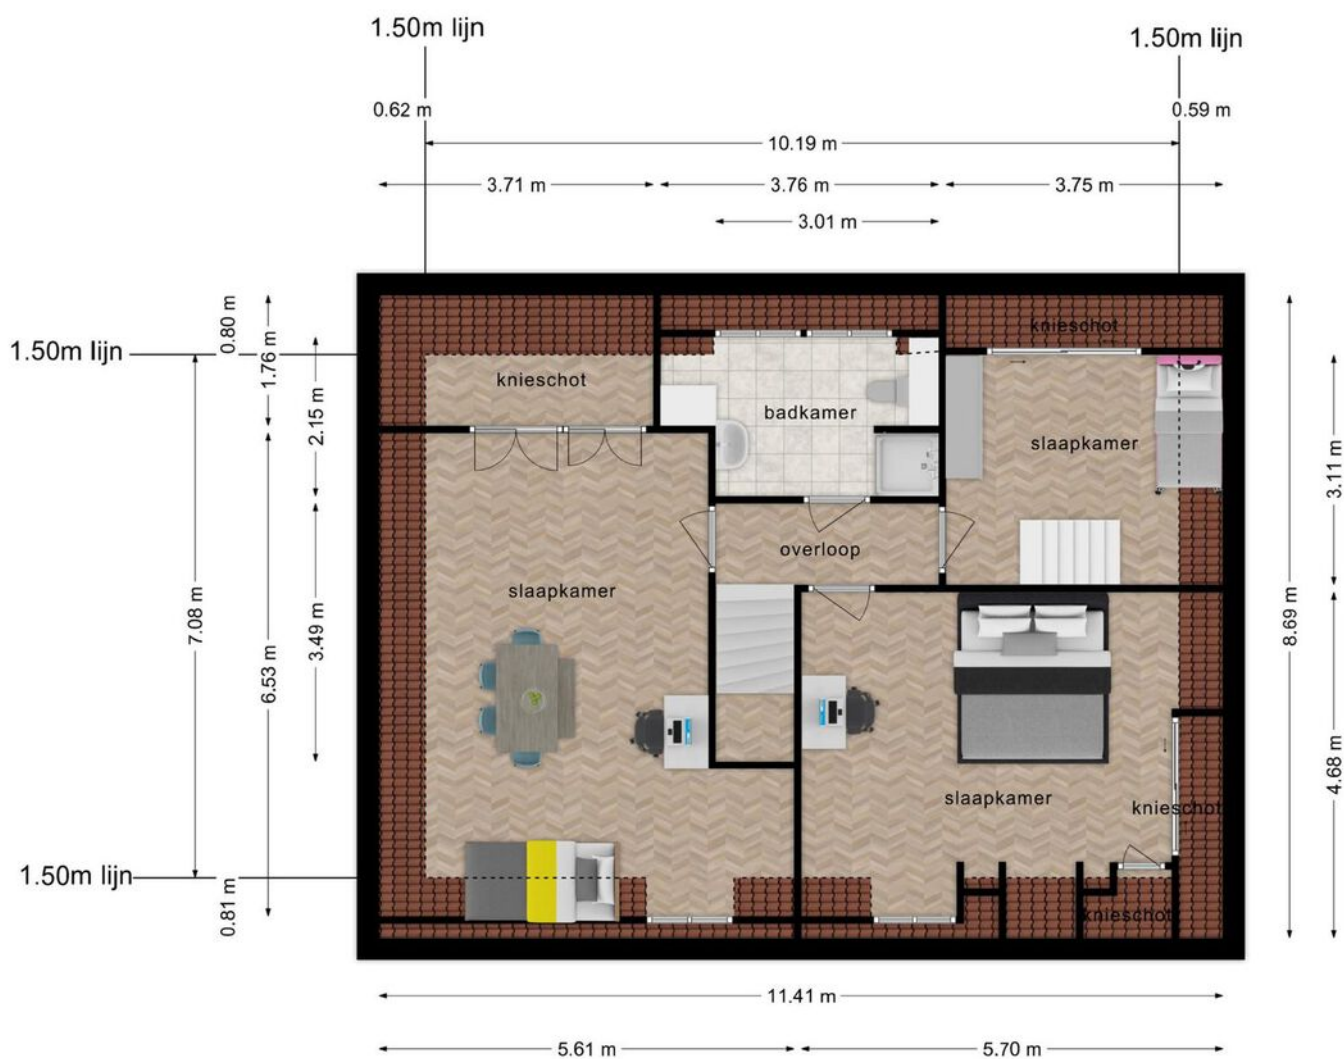 1.50m lijn
1.50m lijn
0.62 m
0.59 m
10.19 m
3.71 m
3.76 m
3.75 m
3.01 m
0.80 m
1.76 m
2.15 m
1.50m lijn
knieschot
knieschot
badkamer
slaapkamer
3.11 m
overloop
slaapkamer
7.08 m
6.53 m
3.49 m
8.69 m
slaapkamer
knieschot
4.68 m
1.50m lijn
0.81 m
knieschot
11.41 m
5.61 m
5.70 m